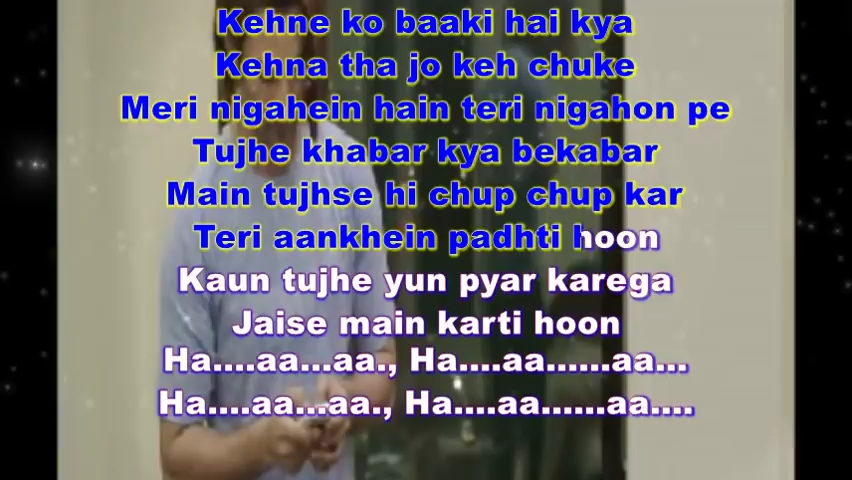 Kehne ko baaki hai kya
Kehna tha jo keh chuke
Meri nigahein hain teri nigahon pe
Tujhe khabar kya bekabar
Main tujhse hi chup chup kar
Teri aankhein padhti hoon
Kaun tujhe yun pyar karega
Jaise main karti hoon
Ha....aa...aa., Ha....aa......aa...
Ha....aa...aa., Ha....aa......aa....